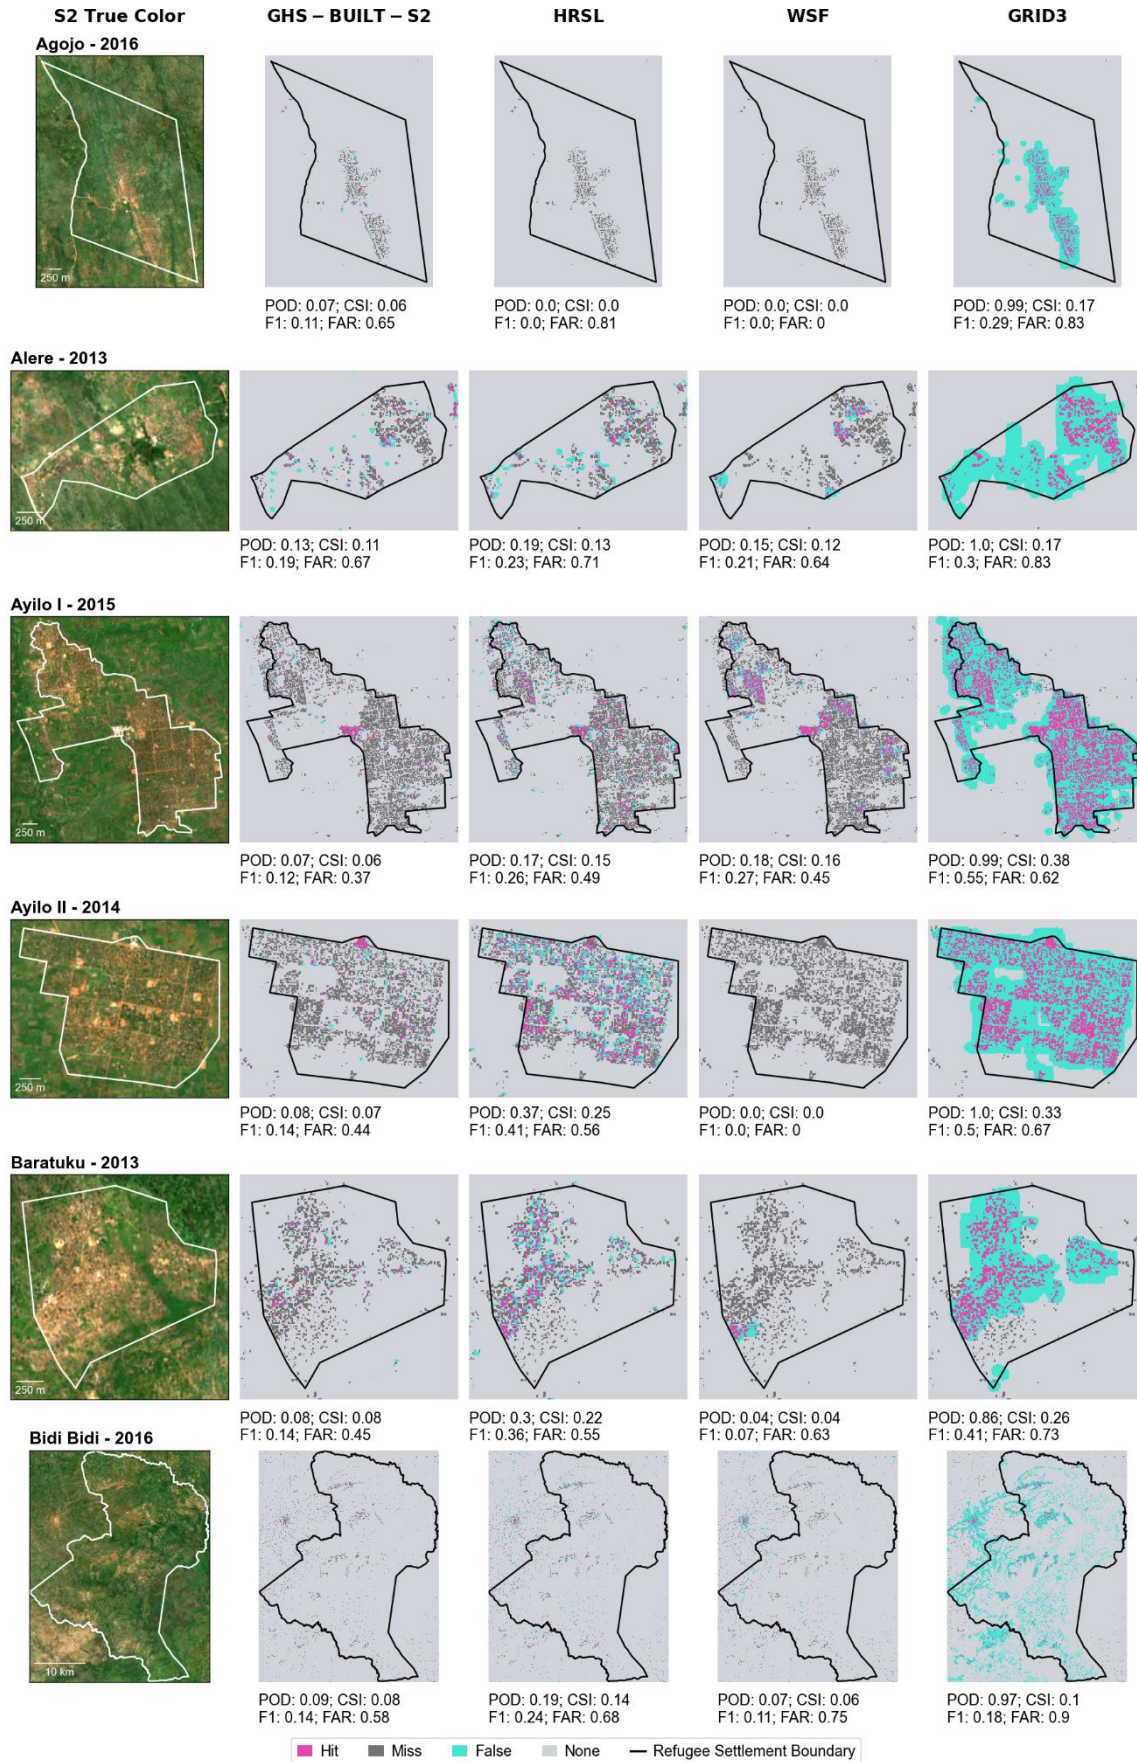 S2 True Color
GHS – BUILT – S2
HRSL
WSF
GRID3
Agojo - 2016
250 m
POD: 0.07; CSI: 0.06
F1: 0.11; FAR: 0.65
POD: 0.0; CSI: 0.0
F1: 0.0; FAR: 0.81
POD: 0.0; CSI: 0.0
F1: 0.0; FAR: 0
POD: 0.99; CSI: 0.17
F1: 0.29; FAR: 0.83
Alere - 2013
250 m
POD: 0.13; CSI: 0.11
F1: 0.19; FAR: 0.67
POD: 0.19; CSI: 0.13
F1: 0.23; FAR: 0.71
POD: 0.15; CSI: 0.12
F1: 0.21; FAR: 0.64
POD: 1.0; CSI: 0.17
F1: 0.3; FAR: 0.83
Ayilo I - 2015
250 m
POD: 0.07; CSI: 0.06
F1: 0.12; FAR: 0.37
POD: 0.17; CSI: 0.15
F1: 0.26; FAR: 0.49
POD: 0.18; CSI: 0.16
F1: 0.27; FAR: 0.45
POD: 0.99; CSI: 0.38
F1: 0.55; FAR: 0.62
Ayilo II - 2014
250 m
POD: 0.08; CSI: 0.07
F1: 0.14; FAR: 0.44
POD: 0.37; CSI: 0.25
F1: 0.41; FAR: 0.56
POD: 0.0; CSI: 0.0
F1: 0.0; FAR: 0
POD: 1.0; CSI: 0.33
F1: 0.5; FAR: 0.67
Baratuku - 2013
250 m
POD: 0.08; CSI: 0.08
F1: 0.14; FAR: 0.45
POD: 0.3; CSI: 0.22
F1: 0.36; FAR: 0.55
POD: 0.04; CSI: 0.04
F1: 0.07; FAR: 0.63
POD: 0.86; CSI: 0.26
F1: 0.41; FAR: 0.73
Bidi Bidi - 2016
10 km
POD: 0.09; CSI: 0.08
F1: 0.14; FAR: 0.58
POD: 0.19; CSI: 0.14
F1: 0.24; FAR: 0.68
POD: 0.07; CSI: 0.06
F1: 0.11; FAR: 0.75
POD: 0.97; CSI: 0.1
F1: 0.18; FAR: 0.9
Hit
Miss
False
None
Refugee Settlement Boundary